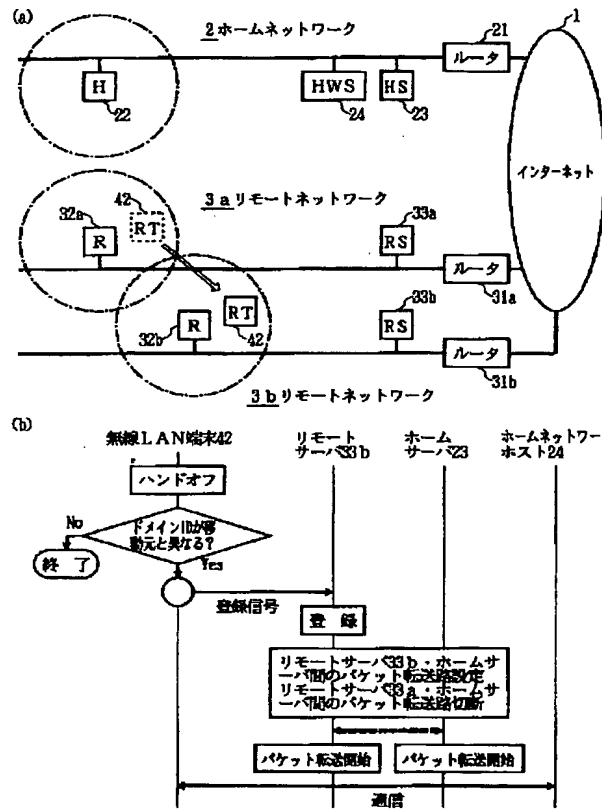 (a)
2 ホームネットワーク
21
1
ルータ
H
HWS
HS
22
24
23
インターネット
3a リモートネットワーク
32a
42
33a
RT
R
RS
ルータ
31a
33b
R
RT
RS
32b
42
ルータ
31b
3b リモートネットワーク
(b)
無線LAN端末42
リモート
サーバ33b
ホーム
サーバ23
ホームネットワー
ホスト24
ハンドオフ
No
ドメインIDが移
動元と異なる?
終了
Yes
登録信号
登録
リモートサーバ33b・ホームサ
ーバ間のパケット転送路設定
リモートサーバ33a・ホームサ
ーバ間のパケット転送路切断
パケット転送開始
パケット転送開始
通信